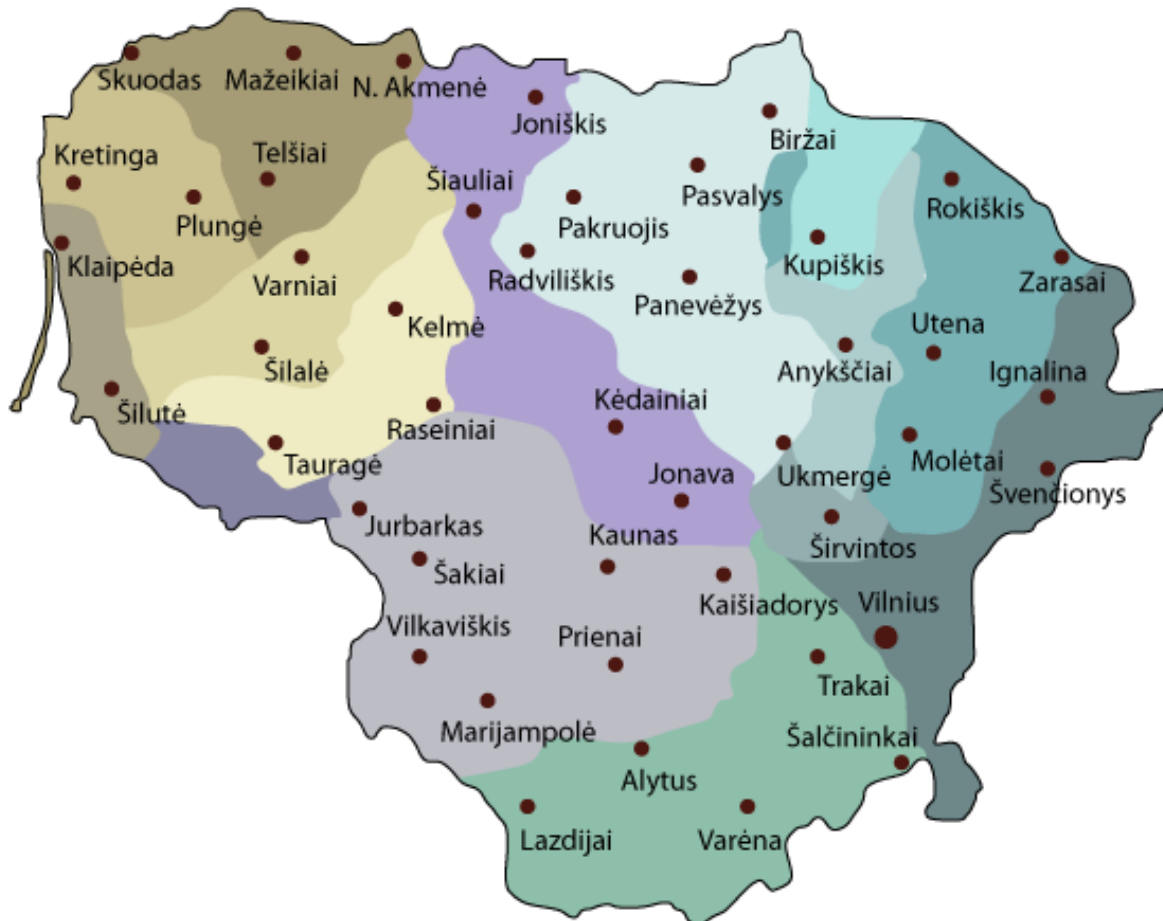 Skuodas
Mažeikiai
N. Akmenė
Joniškis
Biržai
Kretinga
Telšiai
Šiauliai
Pasvalys
Rokiškis
Plungė
Pakruojis
Klaipėda
Varniai
Radviliškis
Kupiškis
Zarasai
Panevėžys
Kelmė
Utena
Šilalė
Anykščiai
Ignalina
Šilutė
Raseiniai
Kėdainiai
Tauragė
Ukmergė
Molėtai
Jonava
Švenčionys
Jurbarkas
Kaunas
Širvintos
Šakiai
Kaišiadorys
Vilnius
Vilkaviškis
Prienai
Trakai
Marijampolė
Šalčininkai
Alytus
Lazdijai
Varėna